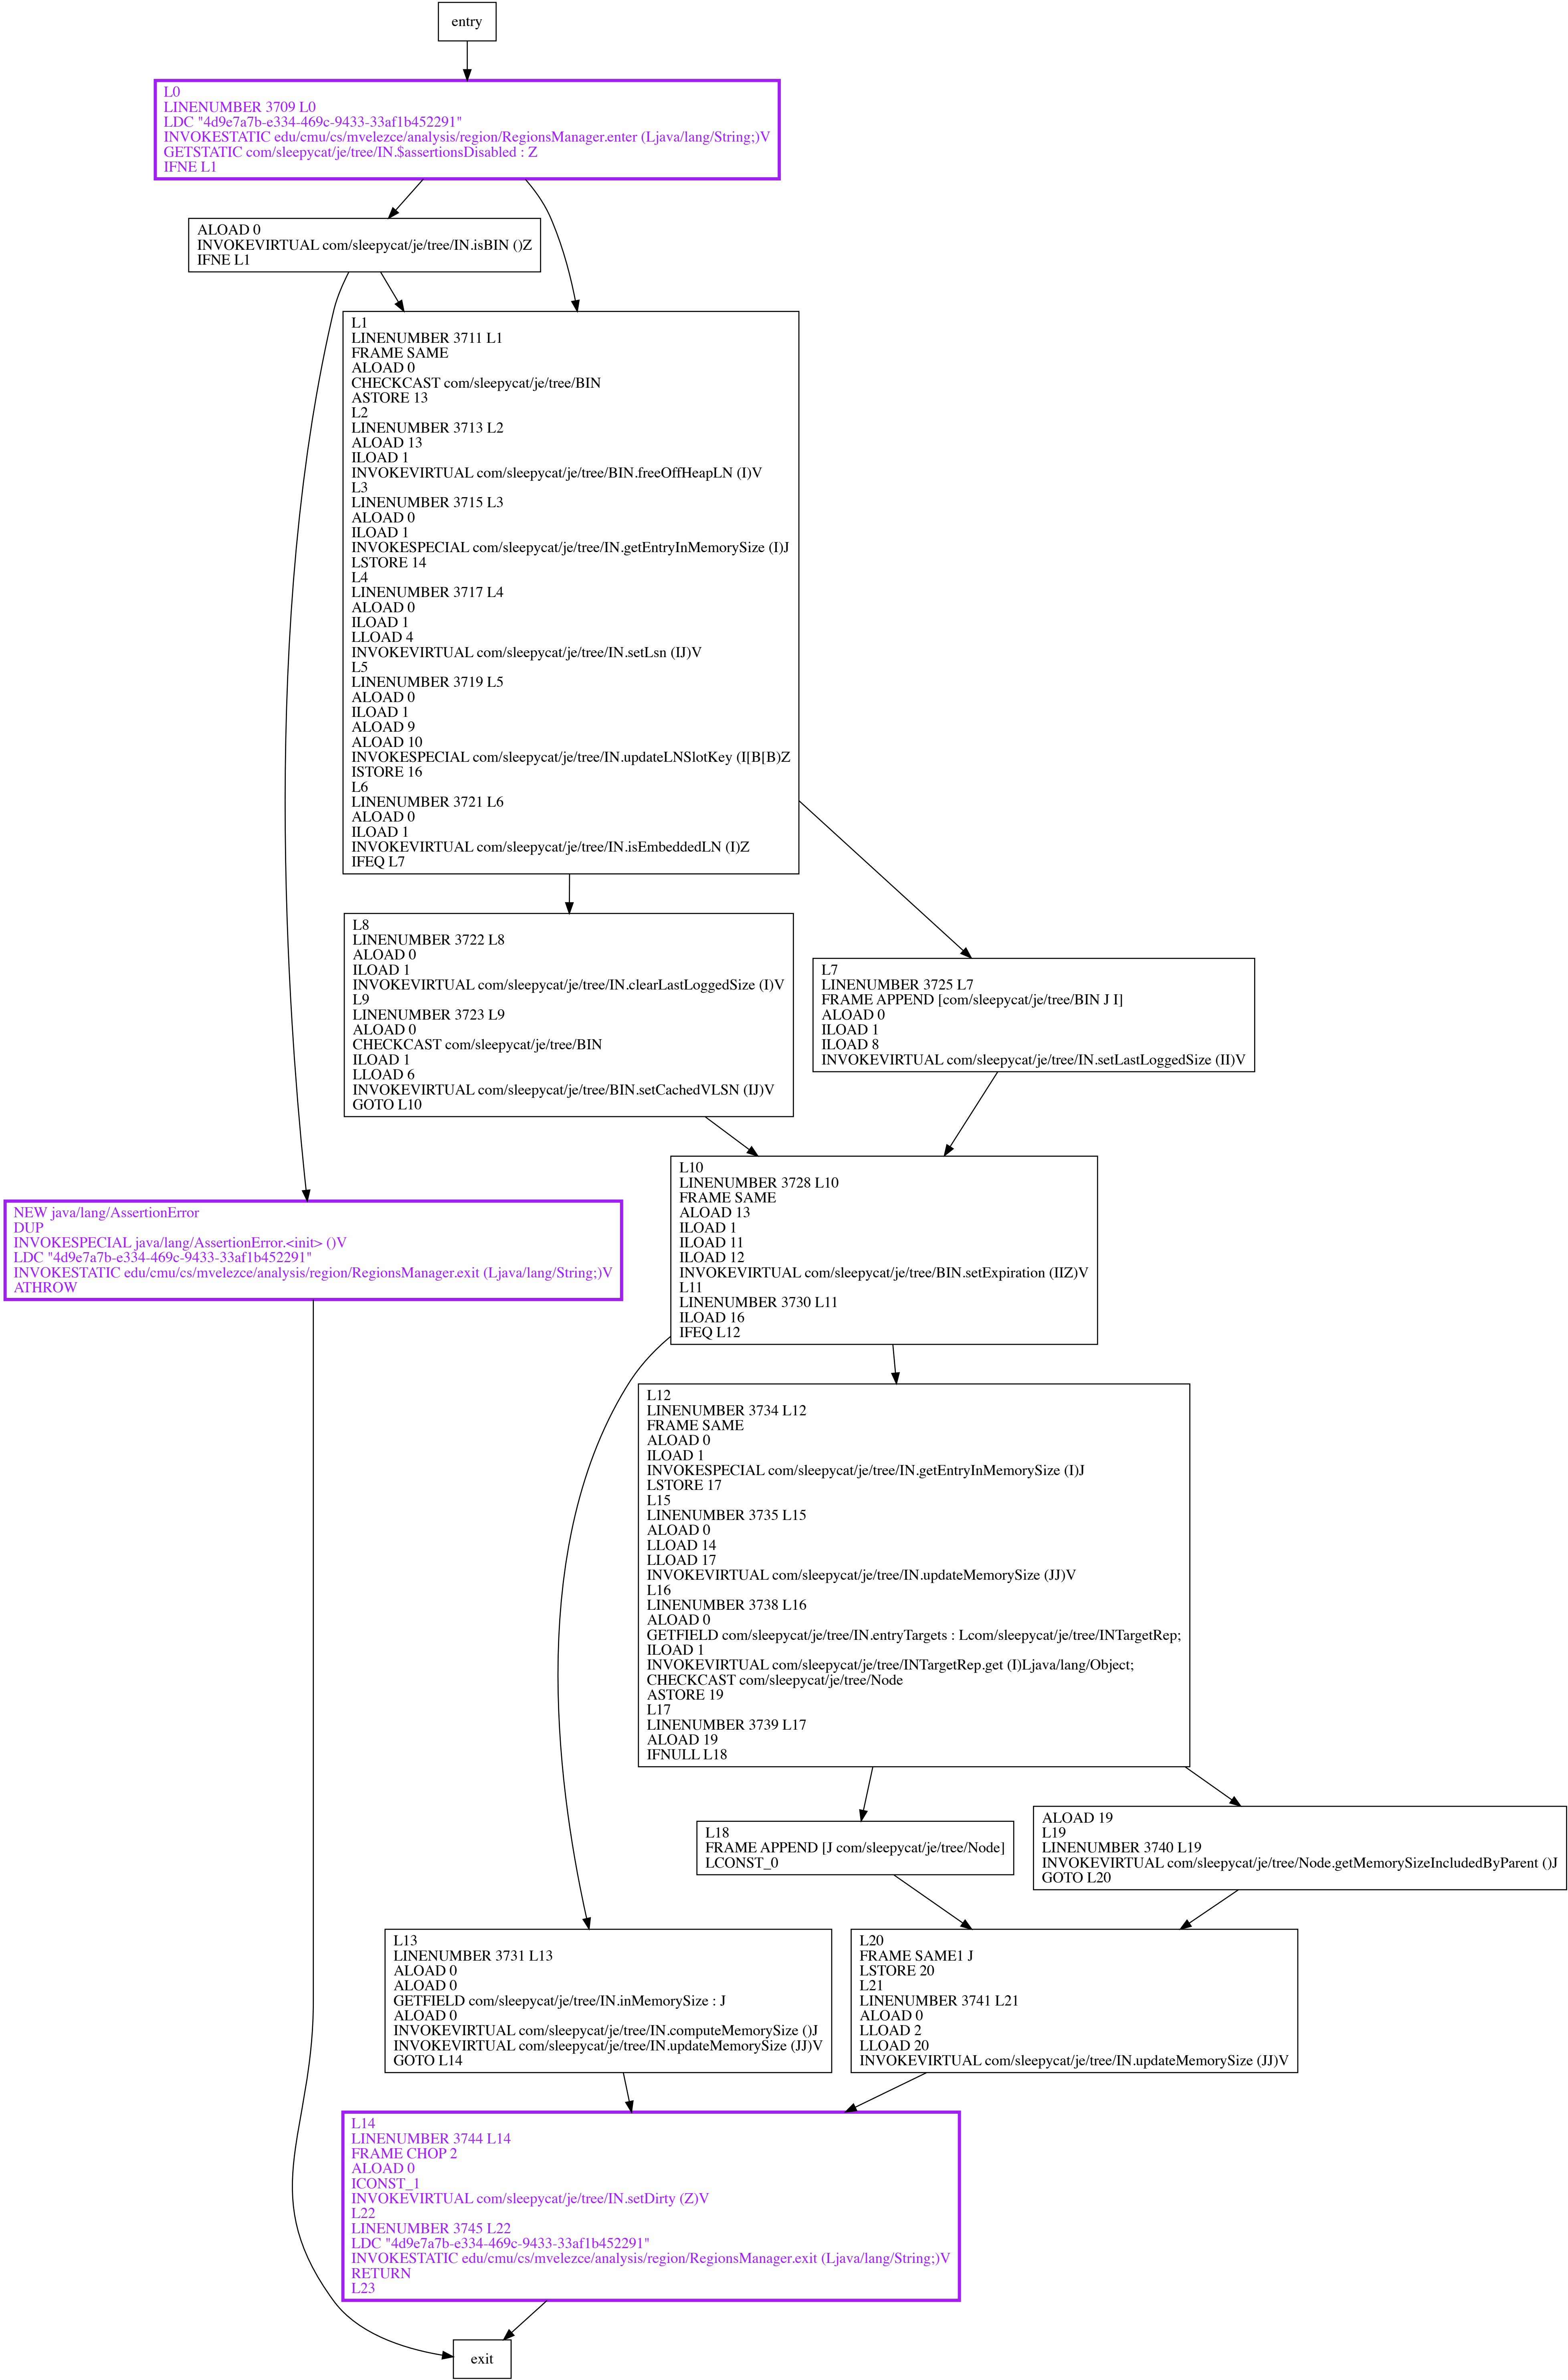 entry
L0
LINENUMBER 3709 L0
LDC "4d9e7a7b-e334-469c-9433-33af1b452291"
INVOKESTATIC edu/cmu/cs/mvelezce/analysis/region/RegionsManager.enter (Ljava/lang/String;)V
GETSTATIC com/sleepycat/je/tree/IN.$assertionsDisabled : Z
IFNE L1
ALOAD 0
INVOKEVIRTUAL com/sleepycat/je/tree/IN.isBIN ()Z
IFNE L1
L1
LINENUMBER 3711 L1
FRAME SAME
ALOAD 0
CHECKCAST com/sleepycat/je/tree/BIN
ASTORE 13
L2
LINENUMBER 3713 L2
ALOAD 13
ILOAD 1
INVOKEVIRTUAL com/sleepycat/je/tree/BIN.freeOffHeapLN (I)V
L3
LINENUMBER 3715 L3
ALOAD 0
ILOAD 1
INVOKESPECIAL com/sleepycat/je/tree/IN.getEntryInMemorySize (I)J
LSTORE 14
L4
LINENUMBER 3717 L4
ALOAD 0
ILOAD 1
LLOAD 4
INVOKEVIRTUAL com/sleepycat/je/tree/IN.setLsn (IJ)V
L5
LINENUMBER 3719 L5
ALOAD 0
ILOAD 1
ALOAD 9
ALOAD 10
INVOKESPECIAL com/sleepycat/je/tree/IN.updateLNSlotKey (I[B[B)Z
ISTORE 16
L6
LINENUMBER 3721 L6
ALOAD 0
ILOAD 1
INVOKEVIRTUAL com/sleepycat/je/tree/IN.isEmbeddedLN (I)Z
IFEQ L7
L8
LINENUMBER 3722 L8
ALOAD 0
ILOAD 1
INVOKEVIRTUAL com/sleepycat/je/tree/IN.clearLastLoggedSize (I)V
L9
LINENUMBER 3723 L9
ALOAD 0
CHECKCAST com/sleepycat/je/tree/BIN
ILOAD 1
LLOAD 6
INVOKEVIRTUAL com/sleepycat/je/tree/BIN.setCachedVLSN (IJ)V
GOTO L10
L7
LINENUMBER 3725 L7
FRAME APPEND [com/sleepycat/je/tree/BIN J I]
ALOAD 0
ILOAD 1
ILOAD 8
INVOKEVIRTUAL com/sleepycat/je/tree/IN.setLastLoggedSize (II)V
L10
LINENUMBER 3728 L10
FRAME SAME
ALOAD 13
ILOAD 1
ILOAD 11
ILOAD 12
INVOKEVIRTUAL com/sleepycat/je/tree/BIN.setExpiration (IIZ)V
L11
LINENUMBER 3730 L11
ILOAD 16
IFEQ L12
NEW java/lang/AssertionError
DUP
INVOKESPECIAL java/lang/AssertionError.<init> ()V
LDC "4d9e7a7b-e334-469c-9433-33af1b452291"
INVOKESTATIC edu/cmu/cs/mvelezce/analysis/region/RegionsManager.exit (Ljava/lang/String;)V
ATHROW
L12
LINENUMBER 3734 L12
FRAME SAME
ALOAD 0
ILOAD 1
INVOKESPECIAL com/sleepycat/je/tree/IN.getEntryInMemorySize (I)J
LSTORE 17
L15
LINENUMBER 3735 L15
ALOAD 0
LLOAD 14
LLOAD 17
INVOKEVIRTUAL com/sleepycat/je/tree/IN.updateMemorySize (JJ)V
L16
LINENUMBER 3738 L16
ALOAD 0
GETFIELD com/sleepycat/je/tree/IN.entryTargets : Lcom/sleepycat/je/tree/INTargetRep;
ILOAD 1
INVOKEVIRTUAL com/sleepycat/je/tree/INTargetRep.get (I)Ljava/lang/Object;
CHECKCAST com/sleepycat/je/tree/Node
ASTORE 19
L17
LINENUMBER 3739 L17
ALOAD 19
IFNULL L18
L18
FRAME APPEND [J com/sleepycat/je/tree/Node]
LCONST_0
ALOAD 19
L19
LINENUMBER 3740 L19
INVOKEVIRTUAL com/sleepycat/je/tree/Node.getMemorySizeIncludedByParent ()J
GOTO L20
L13
LINENUMBER 3731 L13
ALOAD 0
ALOAD 0
GETFIELD com/sleepycat/je/tree/IN.inMemorySize : J
ALOAD 0
INVOKEVIRTUAL com/sleepycat/je/tree/IN.computeMemorySize ()J
INVOKEVIRTUAL com/sleepycat/je/tree/IN.updateMemorySize (JJ)V
GOTO L14
L20
FRAME SAME1 J
LSTORE 20
L21
LINENUMBER 3741 L21
ALOAD 0
LLOAD 2
LLOAD 20
INVOKEVIRTUAL com/sleepycat/je/tree/IN.updateMemorySize (JJ)V
L14
LINENUMBER 3744 L14
FRAME CHOP 2
ALOAD 0
ICONST_1
INVOKEVIRTUAL com/sleepycat/je/tree/IN.setDirty (Z)V
L22
LINENUMBER 3745 L22
LDC "4d9e7a7b-e334-469c-9433-33af1b452291"
INVOKESTATIC edu/cmu/cs/mvelezce/analysis/region/RegionsManager.exit (Ljava/lang/String;)V
RETURN
L23
exit